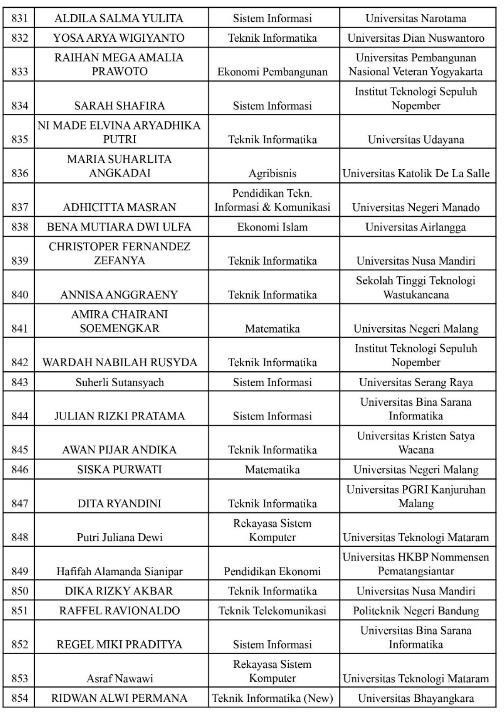 831 ALDILA SALMA YULITA Sistem Informasi Universitas Narotama
832 YOSA ARYA WIGIYANTO Teknik Informatika Universitas Dian Nuswantoro
833 RAIHAN MEGA AMALIA PRAWOTO Ekonomi Pembangunan Universitas Pembangunan Nasional Veteran Yogyakarta
834 SARAH SHAFIRA Sistem Informasi Institut Teknologi Sepuluh Nopember
835 NI MADE ELVINA ARYADHIKA PUTRI Teknik Informatika Universitas Udayana
836 MARIA SUHARLITA ANGKADAI Agribisnis Universitas Katolik De La Salle
837 ADHICITTA MASRAN Pendidikan Tekn. Informasi & Komunikasi Universitas Negeri Manado
838 BENA MUTIARA DWI ULFA Ekonomi Islam Universitas Airlangga
839 CHRISTOPER FERNANDEZ ZEFANYA Teknik Informatika Universitas Nusa Mandiri
840 ANNISA ANGGRAENY Teknik Informatika Sekolah Tinggi Teknologi Wastukancana
841 AMIRA CHAIRANI SOEMENGKAR Matematika Universitas Negeri Malang
842 WARDAH NABILAH RUSYDA Teknik Informatika Institut Teknologi Sepuluh Nopember
843 Suherli Sutansyach Sistem Informasi Universitas Serang Raya
844 JULIAN RIZKI PRATAMA Sistem Informasi Universitas Bina Sarana Informatika
845 AWAN PIJAR ANDIKA Teknik Informatika Universitas Kristen Satya Wacana
846 SISKA PURWATI Matematika Universitas Negeri Malang
847 DITA RYANDINI Teknik Informatika Universitas PGRI Kanjuruhan Malang
848 Putri Juliana Dewi Rekayasa Sistem Komputer Universitas Teknologi Mataram
849 Hafifah Alamanda Sianipar Pendidikan Ekonomi Universitas HKBP Nommensen Pematangsiantar
850 DIKA RIZKY AKBAR Teknik Informatika Universitas Nusa Mandiri
851 RAFFEL RAVIONALDO Teknik Telekomunikasi Politeknik Negeri Bandung
852 REGEL MIKI PRADITYA Sistem Informasi Universitas Bina Sarana Informatika
853 Asraf Nawawi Rekayasa Sistem Komputer Universitas Teknologi Mataram
854 RIDWAN ALWI PERMANA Teknik Informatika (New) Universitas Bhayangkara